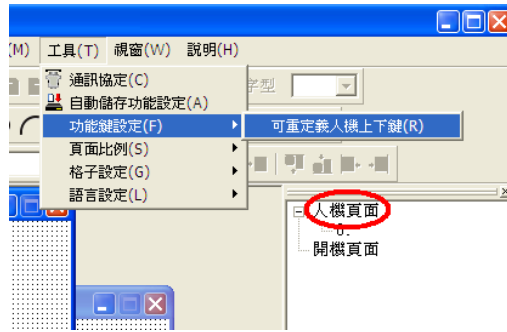 (M) 工具(T) 視窗(W) 說明(H)
通訊協定(C)
字型
自動儲存功能設定(A)
功能鍵設定(F)
可重定義人機上下鍵(R)
頁面比例(S)
格子設定(G)
語言設定(L)
人機頁面
0.
開機頁面